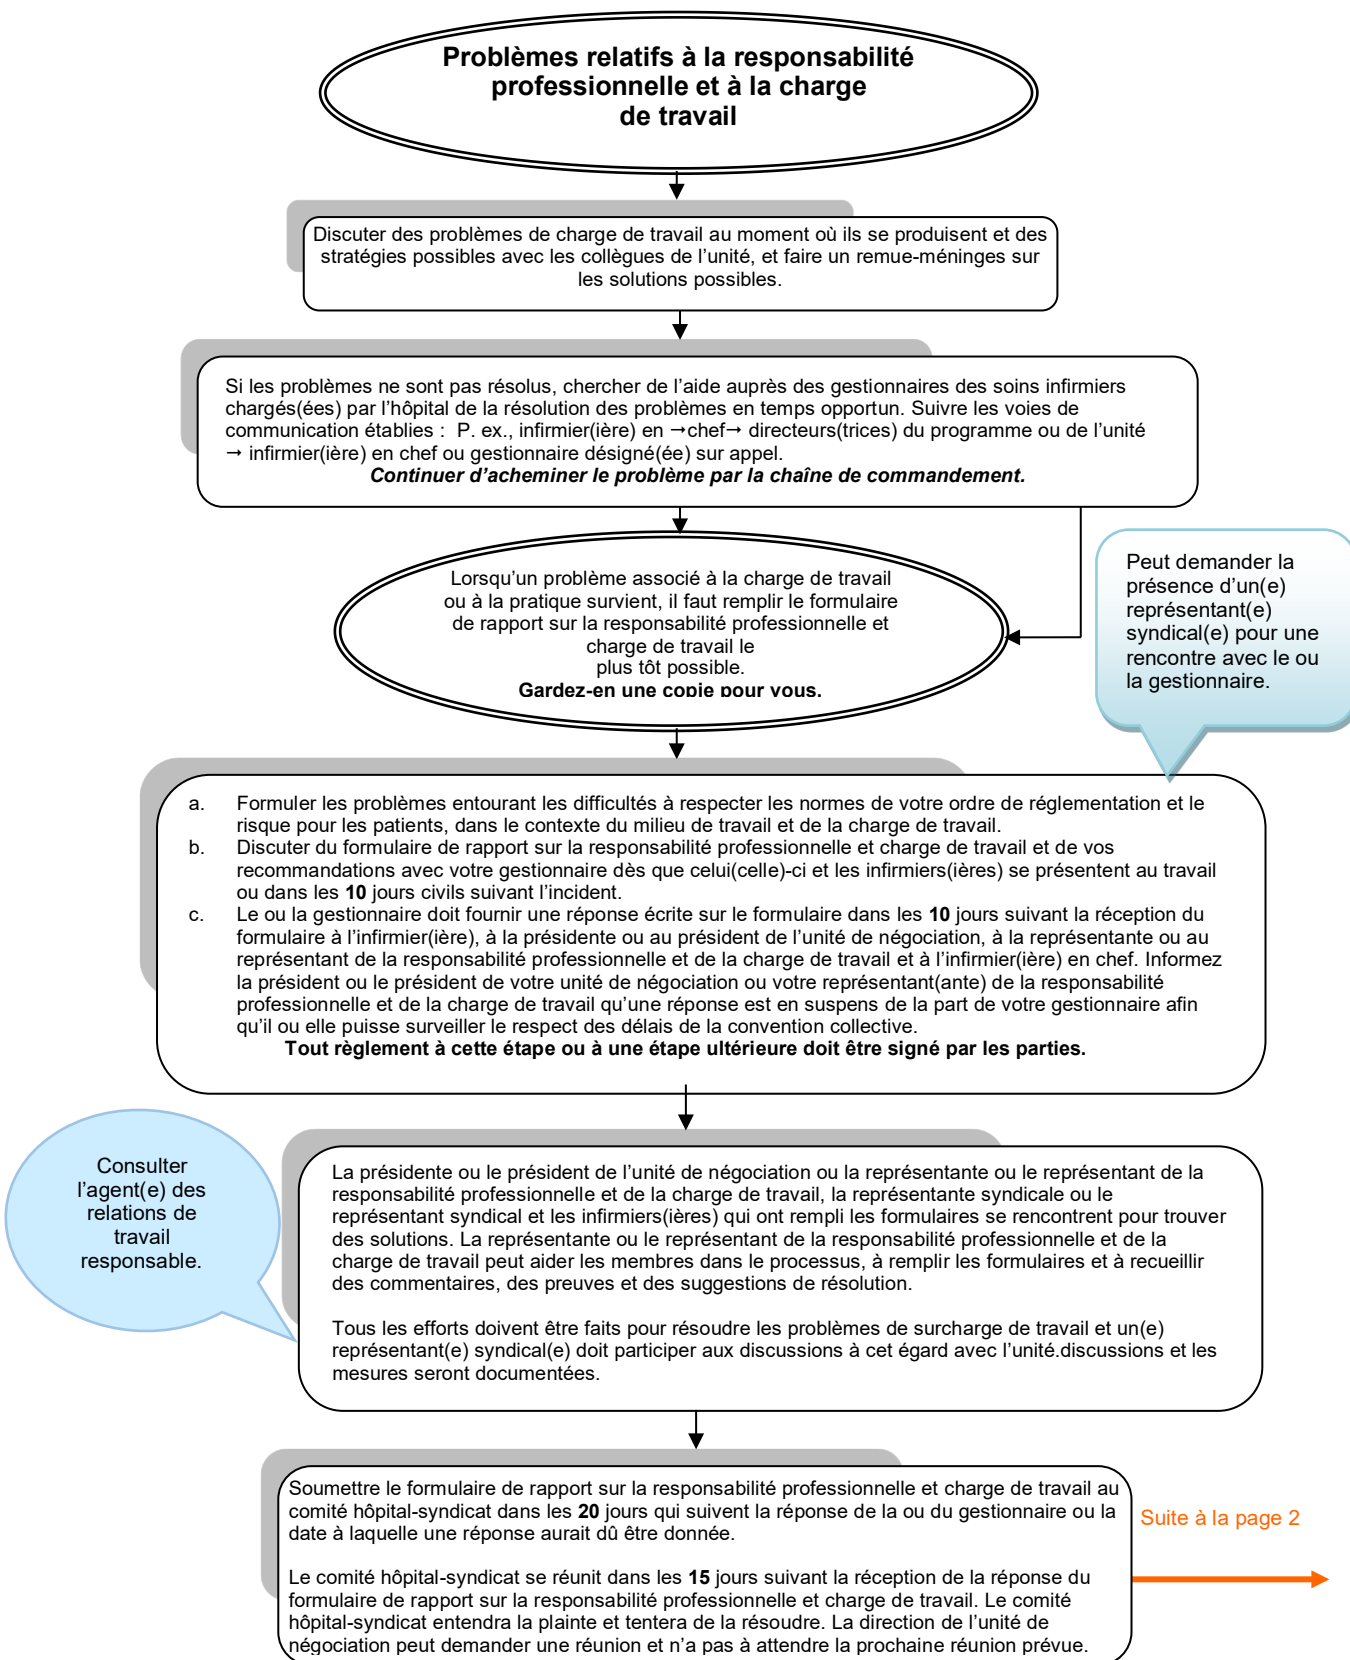 Problèmes relatifs à la responsabilité
professionnelle et à la charge
de travail
Discuter des problèmes de charge de travail au moment où ils se produisent et des
stratégies possibles avec les collègues de l’unité, et faire un remue-méninges sur
les solutions possibles.
Si les problèmes ne sont pas résolus, chercher de l’aide auprès des gestionnaires des soins infirmiers
chargés(ées) par l’hôpital de la résolution des problèmes en temps opportun. Suivre les voies de
communication établies : P. ex., infirmier(ière) en →chef→ directeurs(trices) du programme ou de l’unité
→ infirmier(ière) en chef ou gestionnaire désigné(ée) sur appel.
Continuer d’acheminer le problème par la chaîne de commandement.
Lorsqu’un problème associé à la charge de travail
ou à la pratique survient, il faut remplir le formulaire
de rapport sur la responsabilité professionnelle et
charge de travail le
plus tôt possible.
Gardez-en une copie pour vous.
Peut demander la
présence d’un(e)
représentant(e)
syndical(e) pour une
rencontre avec le ou
la gestionnaire.
a. Formuler les problèmes entourant les difficultés à respecter les normes de votre ordre de réglementation et le
risque pour les patients, dans le contexte du milieu de travail et de la charge de travail.
b. Discuter du formulaire de rapport sur la responsabilité professionnelle et charge de travail et de vos
recommandations avec votre gestionnaire dès que celui(celle)-ci et les infirmiers(ières) se présentent au travail
ou dans les 10 jours civils suivant l’incident.
c. Le ou la gestionnaire doit fournir une réponse écrite sur le formulaire dans les 10 jours suivant la réception du
formulaire à l’infirmier(ière), à la présidente ou au président de l’unité de négociation, à la représentante ou au
représentant de la responsabilité professionnelle et de la charge de travail et à l’infirmier(ière) en chef. Informez
la président ou le président de votre unité de négociation ou votre représentant(ante) de la responsabilité
professionnelle et de la charge de travail qu’une réponse est en suspens de la part de votre gestionnaire afin
qu’il ou elle puisse surveiller le respect des délais de la convention collective.
Tout règlement à cette étape ou à une étape ultérieure doit être signé par les parties.
Consulter
l’agent(e) des
relations de
travail
responsable.
La présidente ou le président de l’unité de négociation ou la représentante ou le représentant de la
responsabilité professionnelle et de la charge de travail, la représentante syndicale ou le
représentant syndical et les infirmiers(ières) qui ont rempli les formulaires se rencontrent pour trouver
des solutions. La représentante ou le représentant de la responsabilité professionnelle et de la
charge de travail peut aider les membres dans le processus, à remplir les formulaires et à recueillir
des commentaires, des preuves et des suggestions de résolution.
Tous les efforts doivent être faits pour résoudre les problèmes de surcharge de travail et un(e)
représentant(e) syndical(e) doit participer aux discussions à cet égard avec l’unité.discussions et les
mesures seront documentées.
Soumettre le formulaire de rapport sur la responsabilité professionnelle et charge de travail au
comité hôpital-syndicat dans les 20 jours qui suivent la réponse de la ou du gestionnaire ou la
date à laquelle une réponse aurait dû être donnée.
Le comité hôpital-syndicat se réunit dans les 15 jours suivant la réception de la réponse du
formulaire de rapport sur la responsabilité professionnelle et charge de travail. Le comité
hôpital-syndicat entendra la plainte et tentera de la résoudre. La direction de l’unité de
négociation peut demander une réunion et n’a pas à attendre la prochaine réunion prévue.
Suite à la page 2